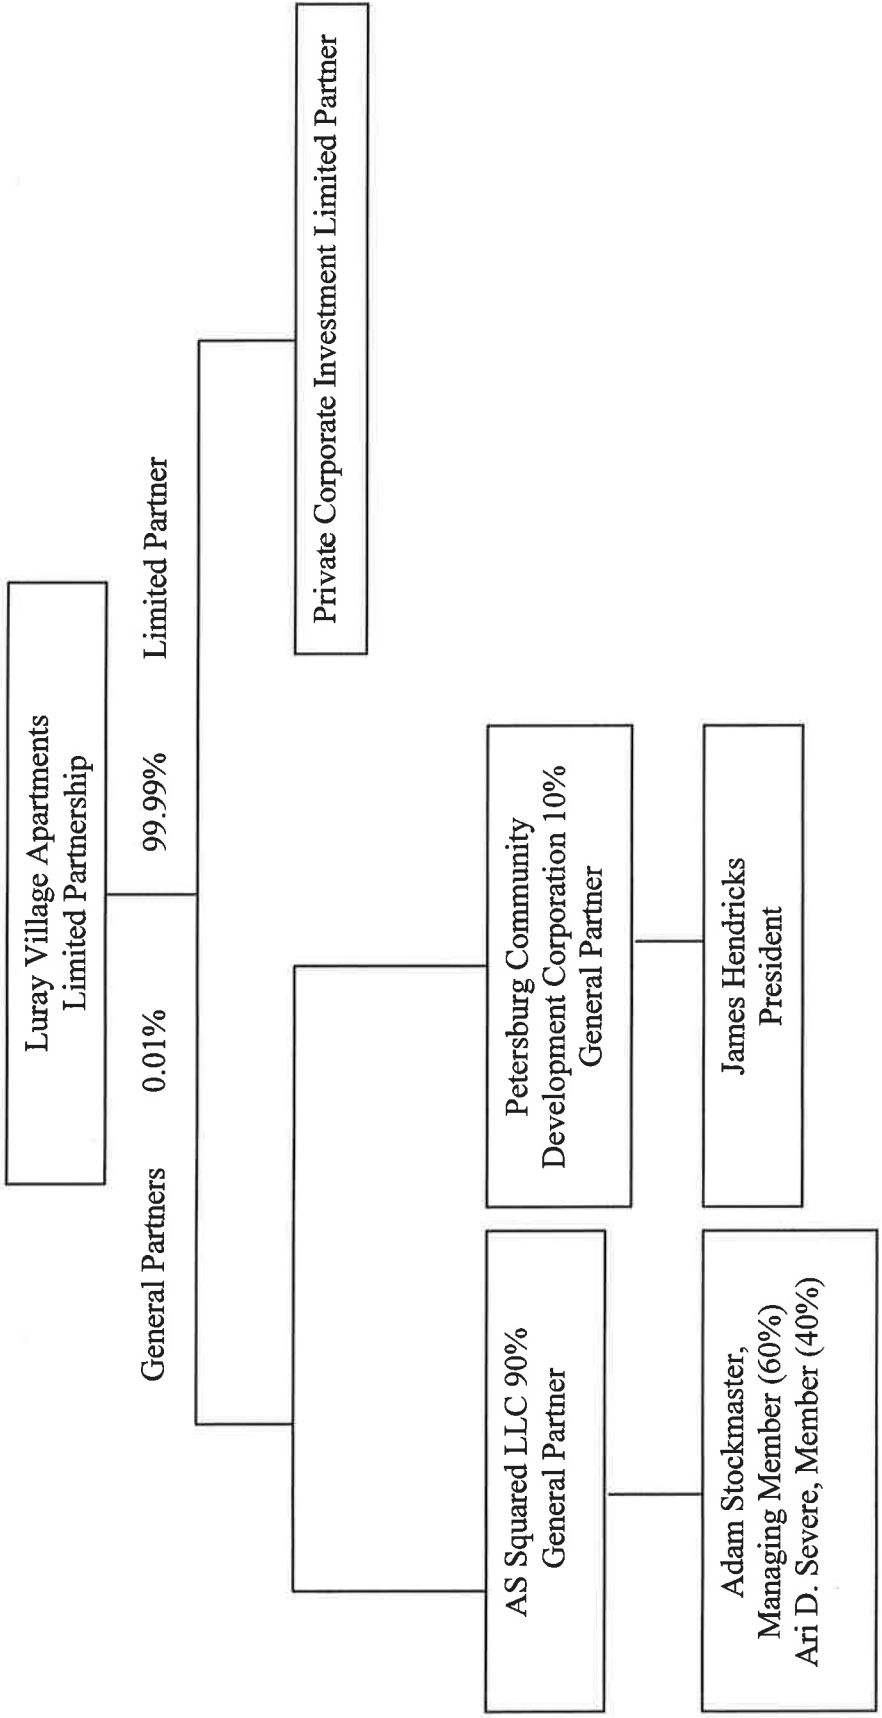 Luray Village Apartments
Limited Partnership
General Partners
0.01%
99.99%
Limited Partner
Private Corporate Investment Limited Partner
AS Squared LLC 90%
General Partner
Petersburg Community
Development Corporation 10%
General Partner
Adam Stockmaster,
Managing Member (60%)
Ari D. Severe, Member (40%)
James Hendricks
President